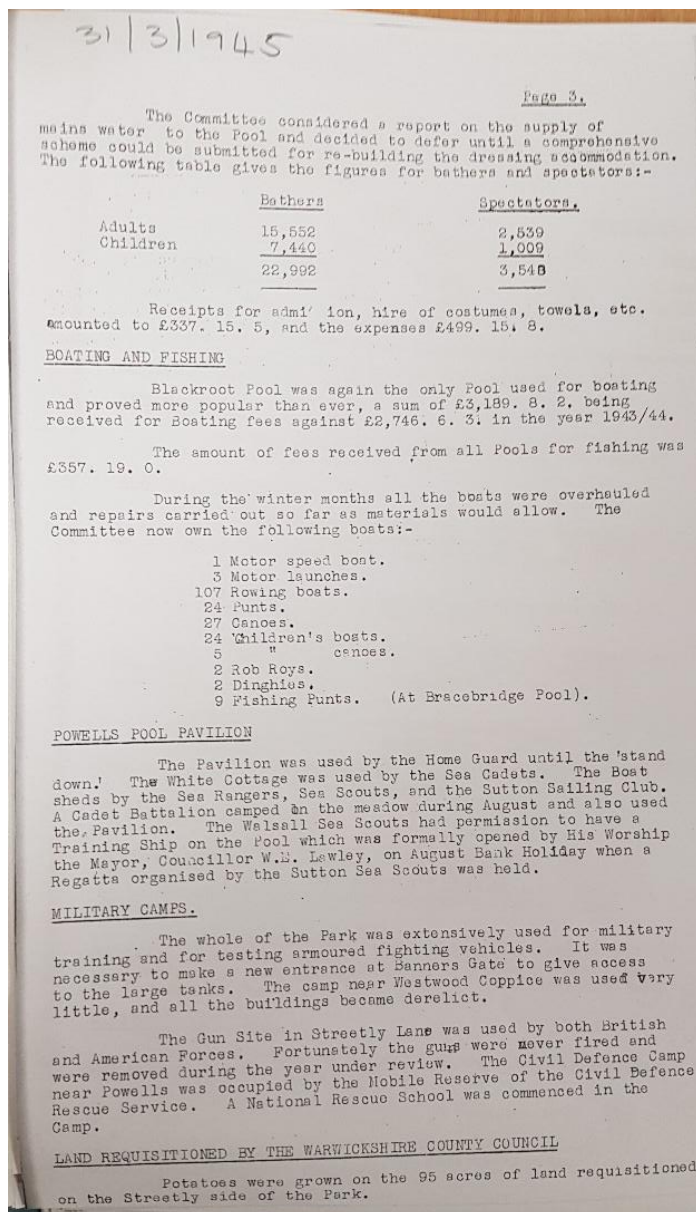 31/3/1945
Page 3.
The Committee considered a report on the supply of
mains water to the Pool and decided to defer until a comprehensive
scheme could be submitted for re-building the dressing accommodation.
The following table gives the figures for bathers and spectators:-
Bathers Spectators.
Adults 15,552 2,539
Children 7,440 1,009
22,992 3,548
Receipts for admi ion, hire of costumes, towels, etc.
amounted to £337. 15. 5, and the expenses £499. 15. 8.
BOATING AND FISHING
Blackroot Pool was again the only Pool used for boating
and proved more popular than ever, a sum of £3,189. 8. 2. being
received for Boating fees against £2,746. 6. 3. in the year 1943/44.
The amount of fees received from all Pools for fishing was
£357. 19. 0.
During the winter months all the boats were overhauled
and repairs carried out so far as materials would allow. The
Committee now own the following boats:-
1 Motor speed boat.
3 Motor launches.
107 Rowing boats.
24 Punts.
27 Canoes.
24 Children's boats.
5 " canoes.
2 Rob Roys.
2 Dinghies.
9 Fishing Punts. (At Bracebridge Pool).
POWELLS POOL PAVILION
The Pavilion was used by the Home Guard until the 'stand
down.' The White Cottage was used by the Sea Cadets. The Boat
sheds by the Sea Rangers, Sea Scouts, and the Sutton Sailing Club.
A Cadet Battalion camped on the meadow during August and also used
the Pavilion. The Walsall Sea Scouts had permission to have a
Training Ship on the Pool which was formally opened by His Worship
the Mayor, Councillor W.E. Lawley, on August Bank Holiday when a
Regatta organised by the Sutton Sea Scouts was held.
MILITARY CAMPS.
The whole of the Park was extensively used for military
training and for testing armoured fighting vehicles. It was
necessary to make a new entrance at Banners Gate to give access
to the large tanks. The camp near Westwood Coppice was used very
little, and all the buildings became derelict.
The Gun Site in Streetly Lane was used by both British
and American Forces. Fortunately the guns were never fired and
were removed during the year under review. The Civil Defence Camp
near Powells was occupied by the Mobile Reserve of the Civil Defence
Rescue Service. A National Rescue School was commenced in the
Camp.
LAND REQUISITIONED BY THE WARWICKSHIRE COUNTY COUNCIL
Potatoes were grown on the 95 acres of land requisitioned
on the Streetly side of the Park.